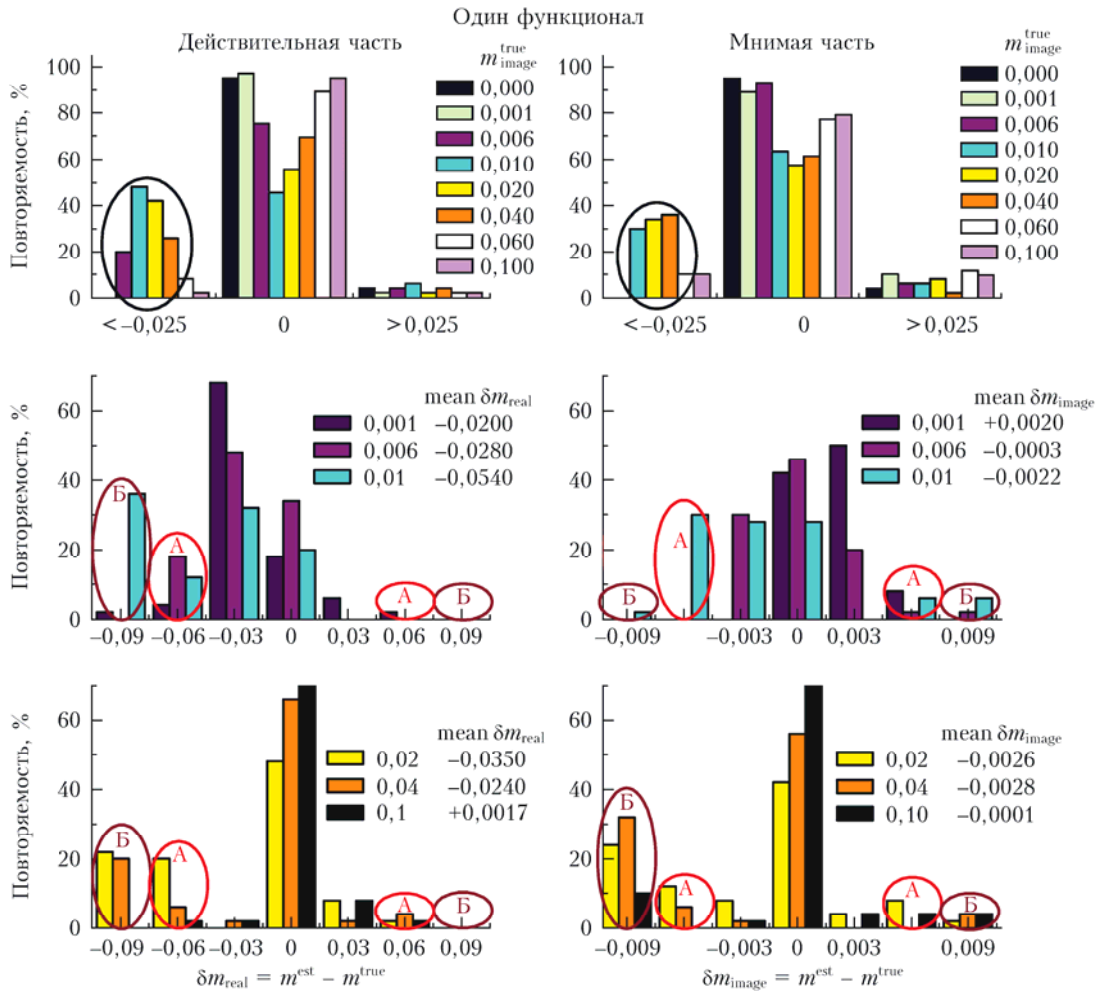 Один функционал
Действительная часть
Повторяемость, %
100
80
60
40
20
0
m true image
0,000
0,001
0,006
0,010
0,020
0,040
0,060
0,100
<−0,025 0 >0,025
Мнимая часть
100
80
60
40
20
0
m true image
0,000
0,001
0,006
0,010
0,020
0,040
0,060
0,100
<−0,025 0 >0,025
Повторяемость, %
60
40
20
0
mean δm real
0,001 −0,0200
0,006 −0,0280
0,01 −0,0540
Б
А
А
Б
−0,09 −0,06 −0,03 0 0,03 0,06 0,09
60
40
20
0
mean δm image
0,001 +0,0020
0,006 −0,0003
0,01 −0,0022
Б
А
А
Б
−0,009 −0,003 0 0,003 0,009
Повторяемость, %
60
40
20
0
mean δm real
0,02 −0,0350
0,04 −0,0240
0,1 +0,0017
Б
А
А
Б
−0,09 −0,06 −0,03 0 0,03 0,06 0,09
δm real = m est − m true
60
40
20
0
mean δm image
0,02 −0,0026
0,04 −0,0028
0,10 −0,0001
Б
А
А
Б
−0,009 −0,003 0 0,003 0,009
δm image = m est − m true